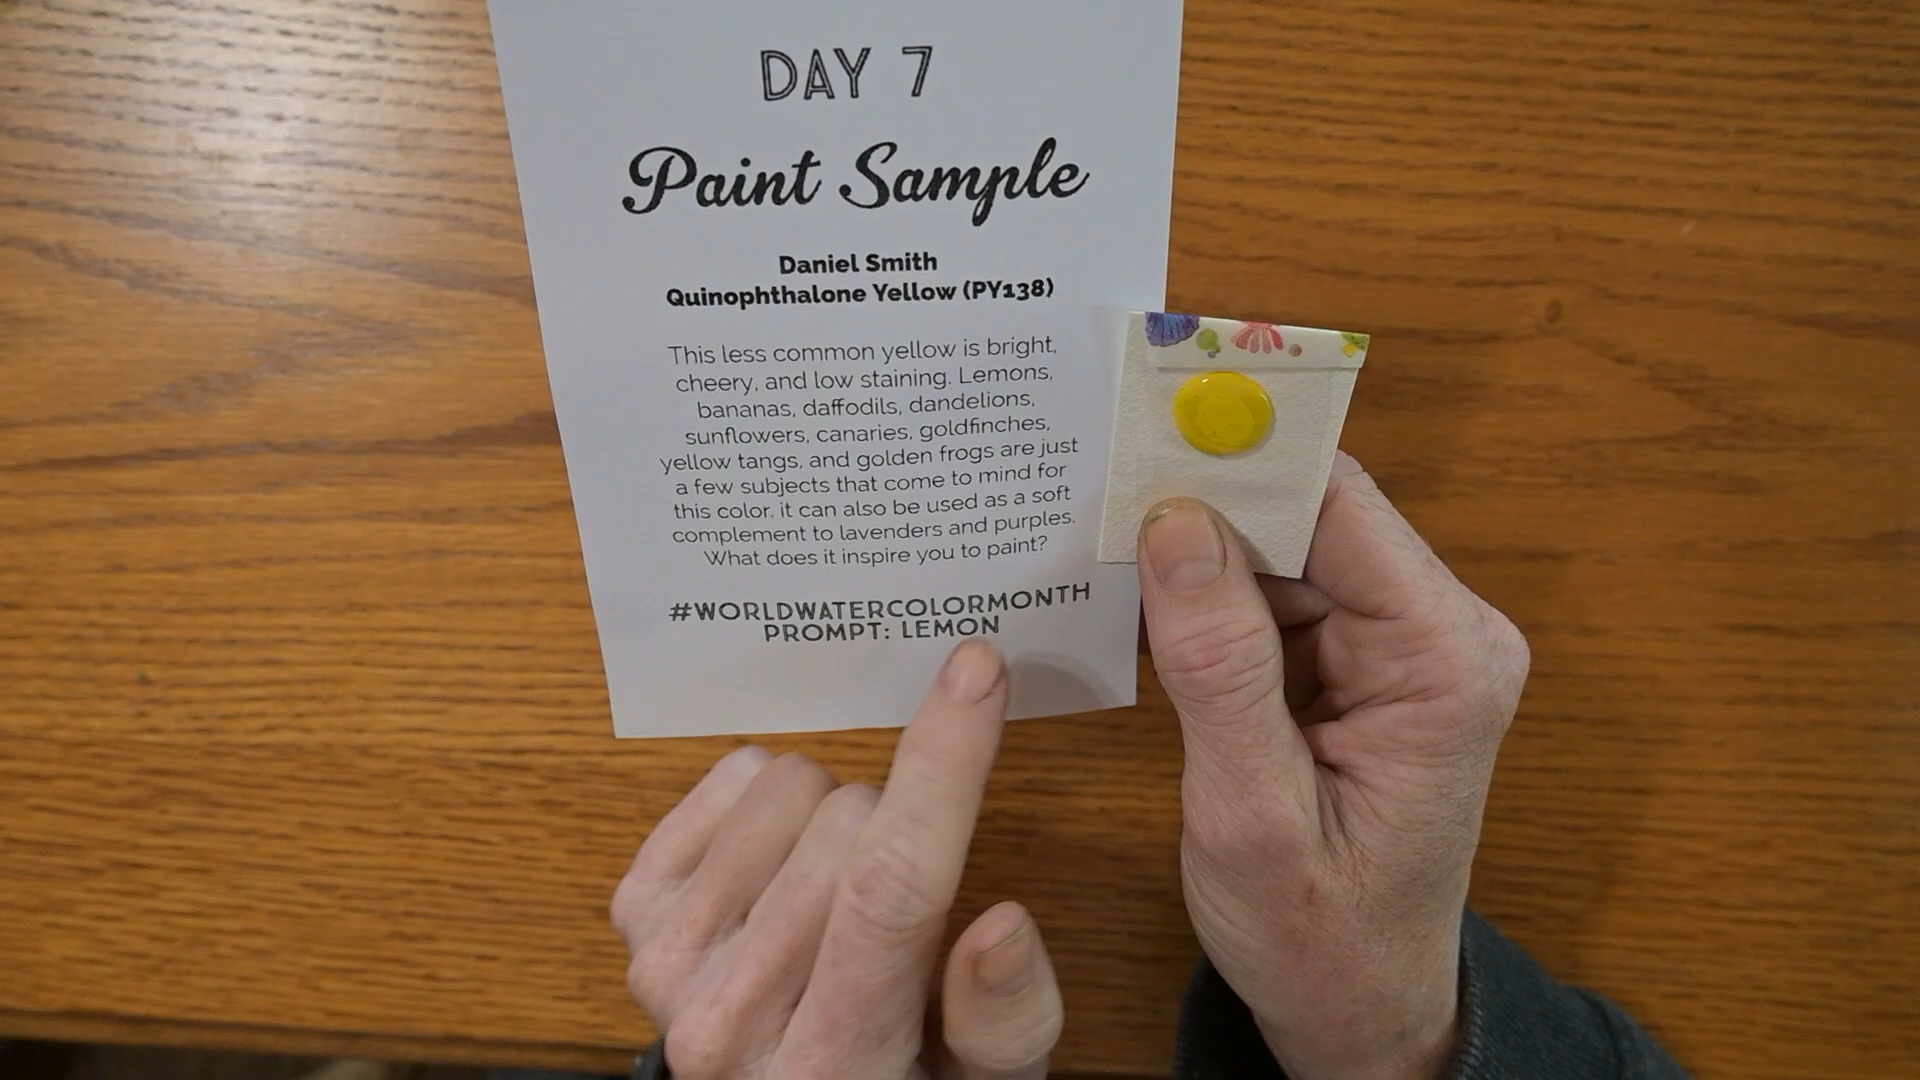 DAY 7
Paint Sample
Daniel Smith
Quinophthalone Yellow (PY138)
This less common yellow is bright,
cheery, and low staining. Lemons,
bananas, daffodils, dandelions,
sunflowers, canaries, goldfinches,
yellow tangs, and golden frogs are just
a few subjects that come to mind for
this color. it can also be used as a soft
complement to lavenders and purples.
What does it inspire you to paint?
#WORLDWATERCOLORMONTH
PROMPT: LEMON